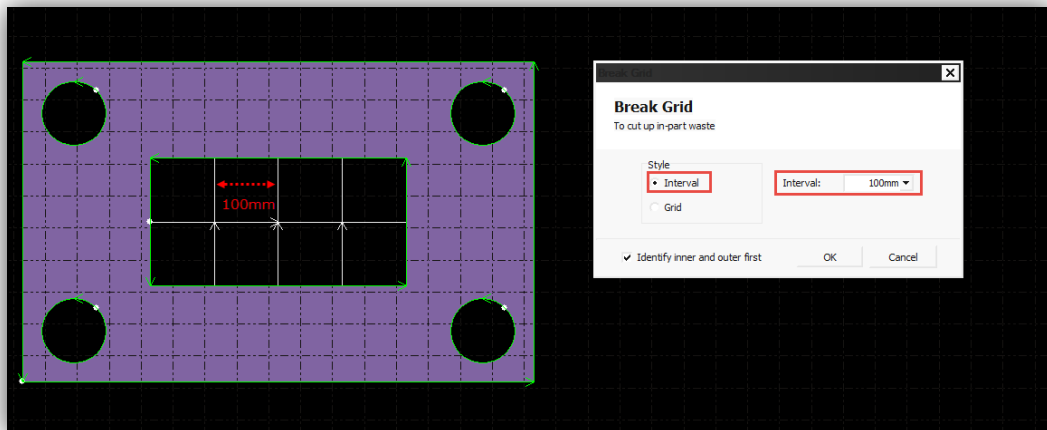 Break Grid
Break Grid
To cut up in-part waste
Style
Interval
Interval: 100mm
Grid
100mm
Identify inner and outer first
OK Cancel